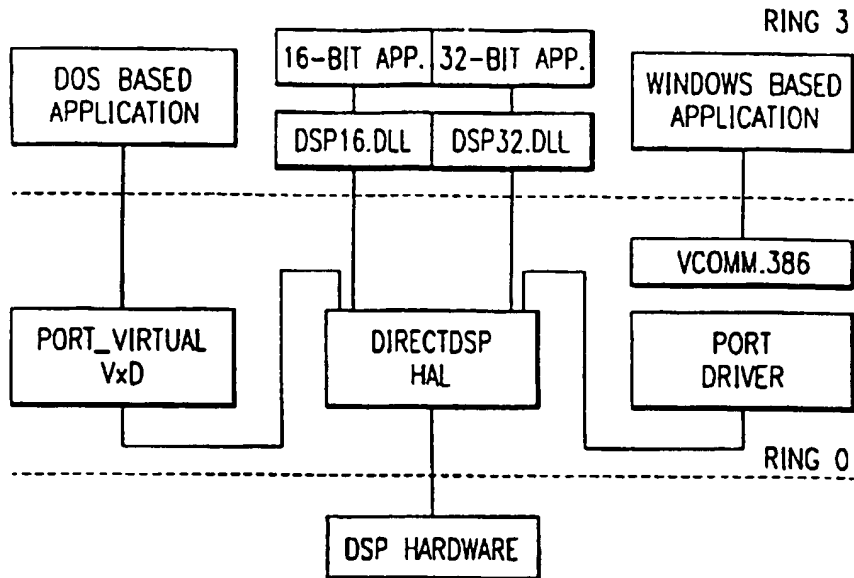 RING 3
DOS BASED
APPLICATION
16-BIT APP.
32-BIT APP.
WINDOWS BASED
APPLICATION
DSP16.DLL
DSP32.DLL
VCOMM.386
PORT_VIRTUAL
VxD
DIRECTDSP
HAL
PORT
DRIVER
RING 0
DSP HARDWARE